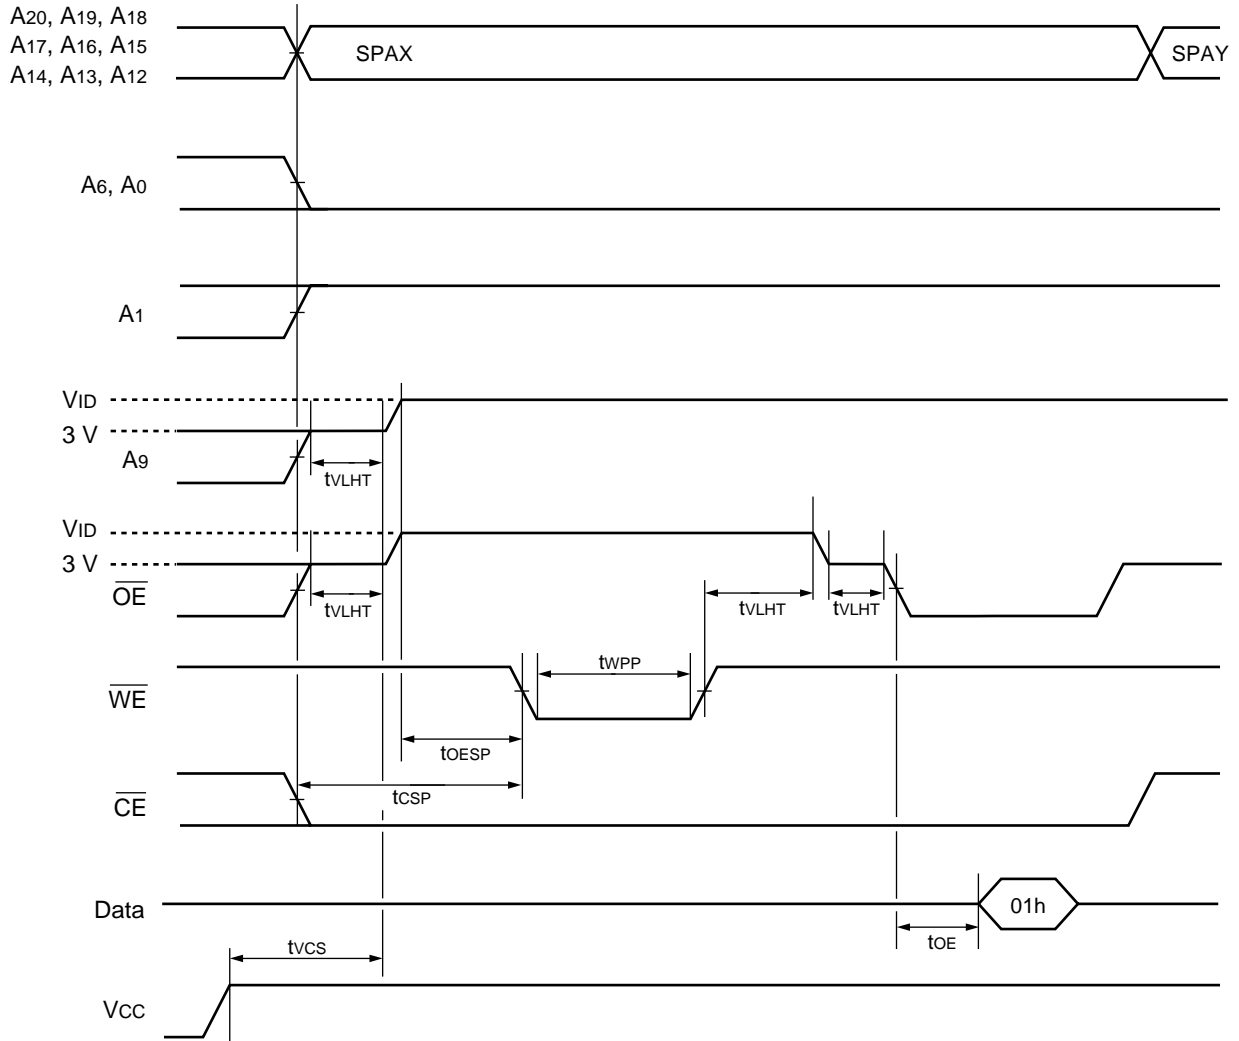 A20, A19, A18
A17, A16, A15
A14, A13, A12
SPAX
SPAY
A6, A0
A1
VID
3 V
A9
tVLHT
VID
3 V
OE
tVLHT
tVLHT
tVLHT
WE
tWPP
tOESP
CE
tCSP
Data
01h
tOE
tVCS
VCC